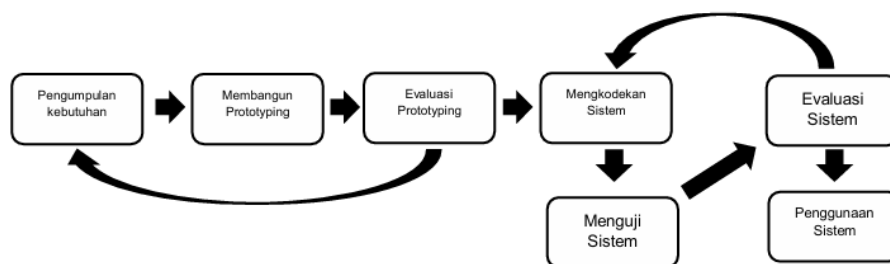 Pengumpulan
kebutuhan
Membangun
Prototyping
Evaluasi
Prototyping
Mengkodekan
Sistem
Menguji
Sistem
Evaluasi
Sistem
Penggunaan
Sistem